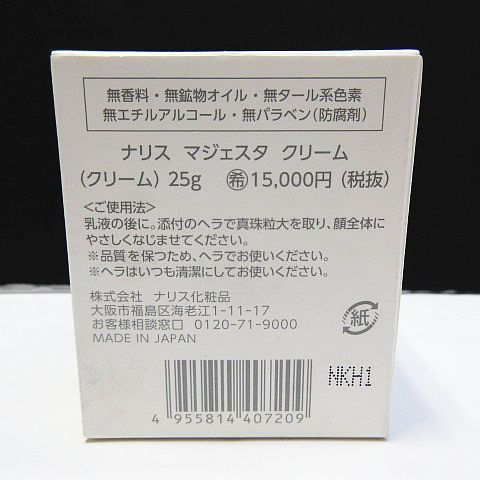 無香料・無鉱物オイル・無タール系色素
無エチルアルコール・無パラベン(防腐剤)
ナリス マジェスタ クリーム
(クリーム) 25g ㊒15,000円 (税抜)
<ご使用法>
乳液の後に。添付のヘラで真珠粒大を取り、顔全体に
やさしくなじませてください。
※品質を保つため、ヘラでお使いください。
※ヘラはいつも清潔にしてお使いください。
株式会社 ナリス化粧品
大阪市福島区海老江1-11-17
お客様相談窓口 0120-71-9000
MADE IN JAPAN
紙
NKH1
4 955814 407209